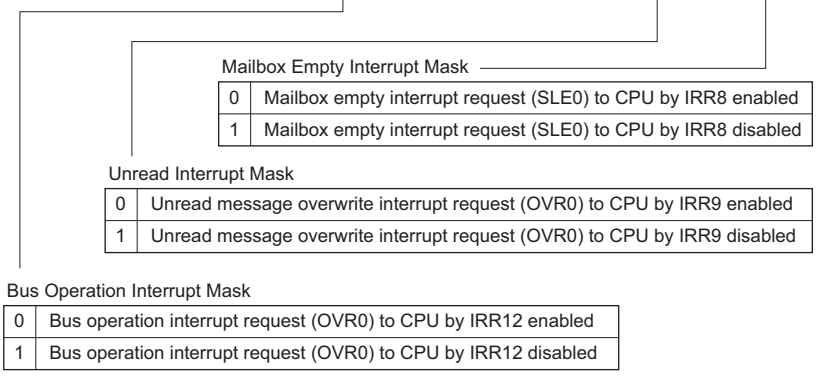 Mailbox Empty Interrupt Mask
0 Mailbox empty interrupt request (SLE0) to CPU by IRR8 enabled
1 Mailbox empty interrupt request (SLE0) to CPU by IRR8 disabled
Unread Interrupt Mask
0 Unread message overwrite interrupt request (OVR0) to CPU by IRR9 enabled
1 Unread message overwrite interrupt request (OVR0) to CPU by IRR9 disabled
Bus Operation Interrupt Mask
0 Bus operation interrupt request (OVR0) to CPU by IRR12 enabled
1 Bus operation interrupt request (OVR0) to CPU by IRR12 disabled